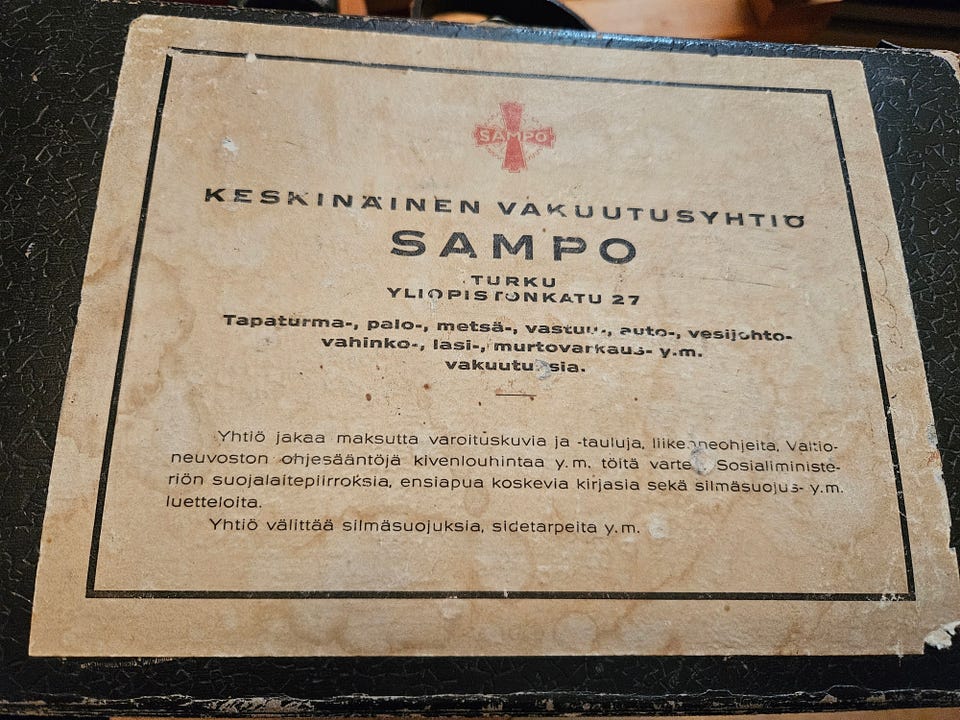 SAMPO
KESKINÄINEN VAKUUTUSYHTIÖ
SAMPO
TURKU
YLIOPISTONKATU 27
Tapaturma-, palo-, metsä-, vastuu-, auto-, vesijohto-
vahinko-, lasi-, murtovarkaus- y.m.
vakuutuksia.
Yhtiö jakaa maksutta varoituskuvia ja -tauluja, liikenneohjeita, Valtio-
neuvoston ohjesääntöjä kivenlouhintaa y.m. töitä varten, Sosialiministe-
riön suojalaitepiirroksia, ensiapua koskevia kirjasia sekä silmäsuojus- y.m.
luetteloita.
Yhtiö välittää silmäsuojuksia, sidetarpeita y.m.